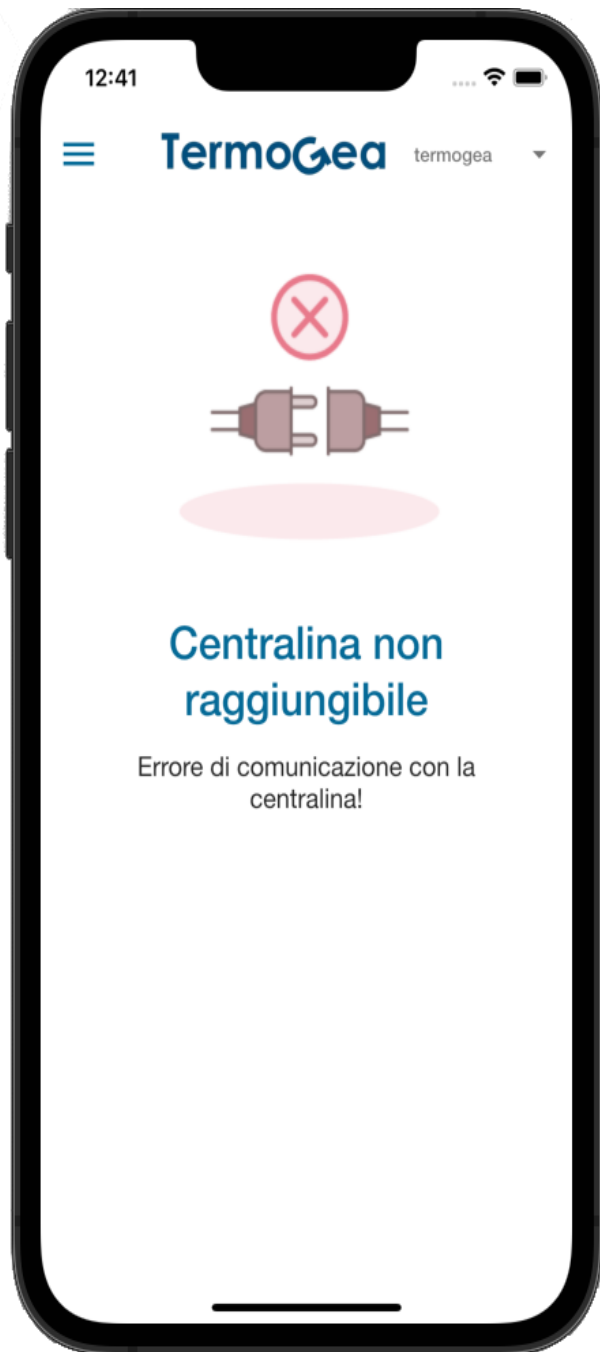 12:41
TermoGea termogea
Centralina non
raggiungibile
Errore di comunicazione con la
centralina!